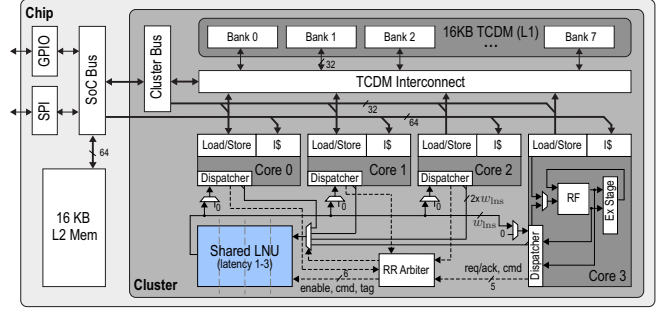 Chip
GPIO
SPI
SoC Bus
64
16 KB
L2 Mem
Cluster
Cluster Bus
16KB TCDM (L1)
Bank 0
Bank 1
Bank 2
...
Bank 7
32
TCDM Interconnect
32
64
Load/Store
I$
Core 0
Dispatcher
0
Load/Store
I$
Core 1
Dispatcher
0
Load/Store
I$
Core 2
Dispatcher
0
2x wlns
wlns
Load/Store
I$
RF
Ex Stage
0
Dispatcher
Core 3
Shared LNU
(latency 1-3)
RR Arbiter
6
enable, cmd, tag
req/ack, cmd
5